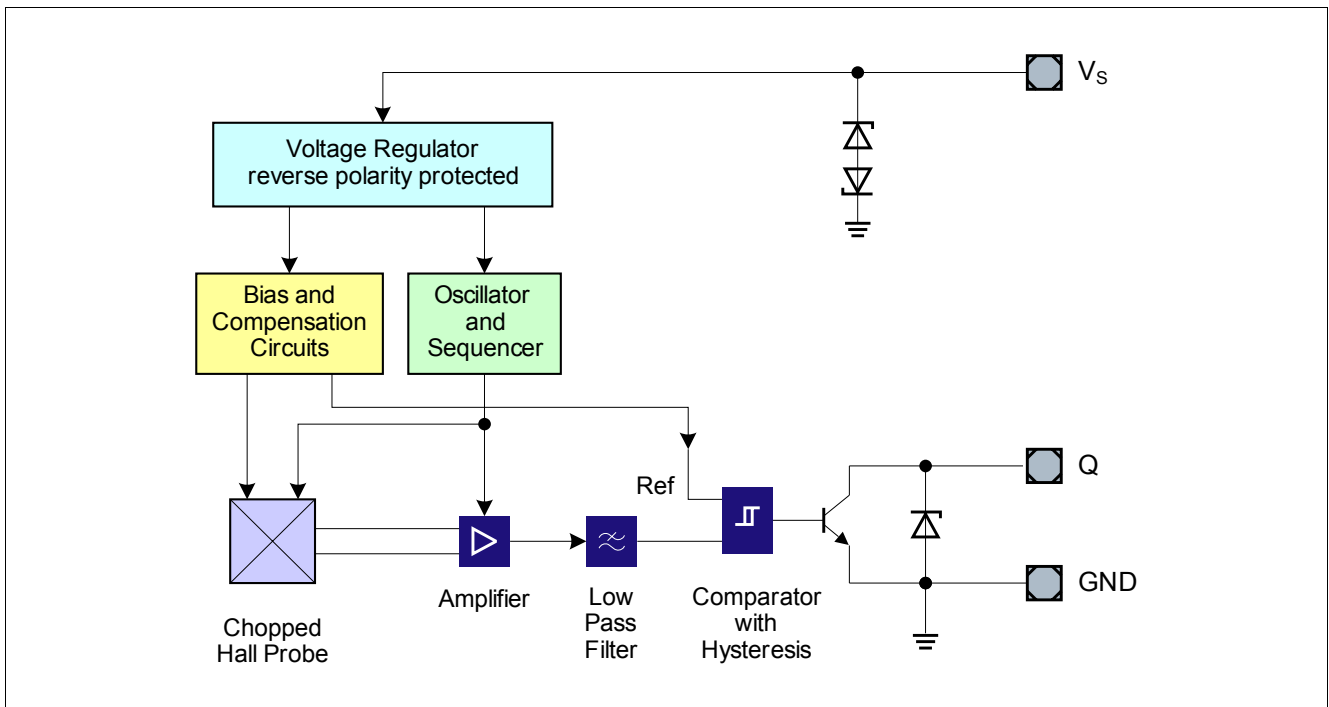 V_S
Voltage Regulator
reverse polarity protected
Bias and
Compensation
Circuits
Oscillator
and
Sequencer
Ref
Q
Amplifier
Low
Pass
Filter
Comparator
with
Hysteresis
GND
Chopped
Hall Probe